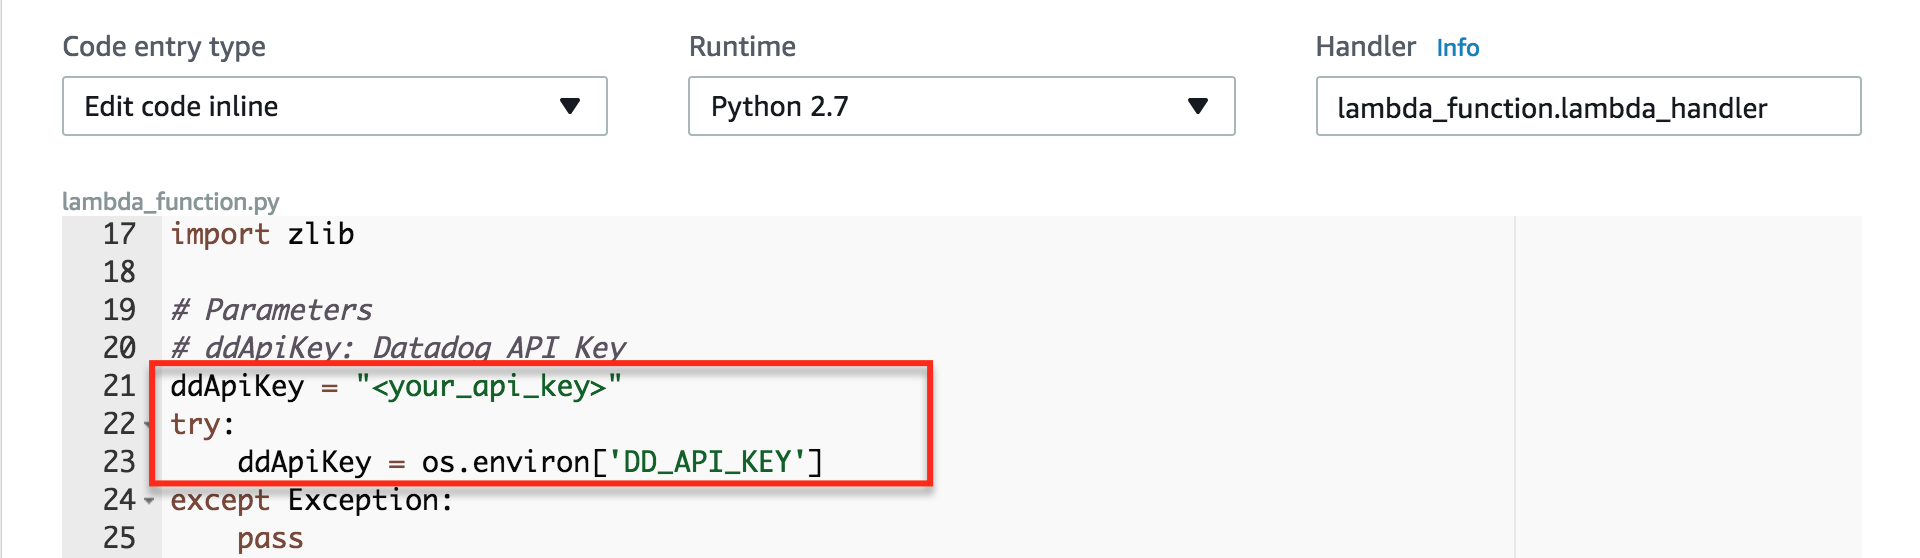 Code entry type
Runtime
Handler Info
Edit code inline
Python 2.7
lambda_function.lambda_handler
lambda_function.py
17 import zlib
18
19 # Parameters
20 # ddApiKey: Datadog API Key
21 ddApiKey = "<your_api_key>"
22 try:
23     ddApiKey = os.environ['DD_API_KEY']
24 except Exception:
25     pass